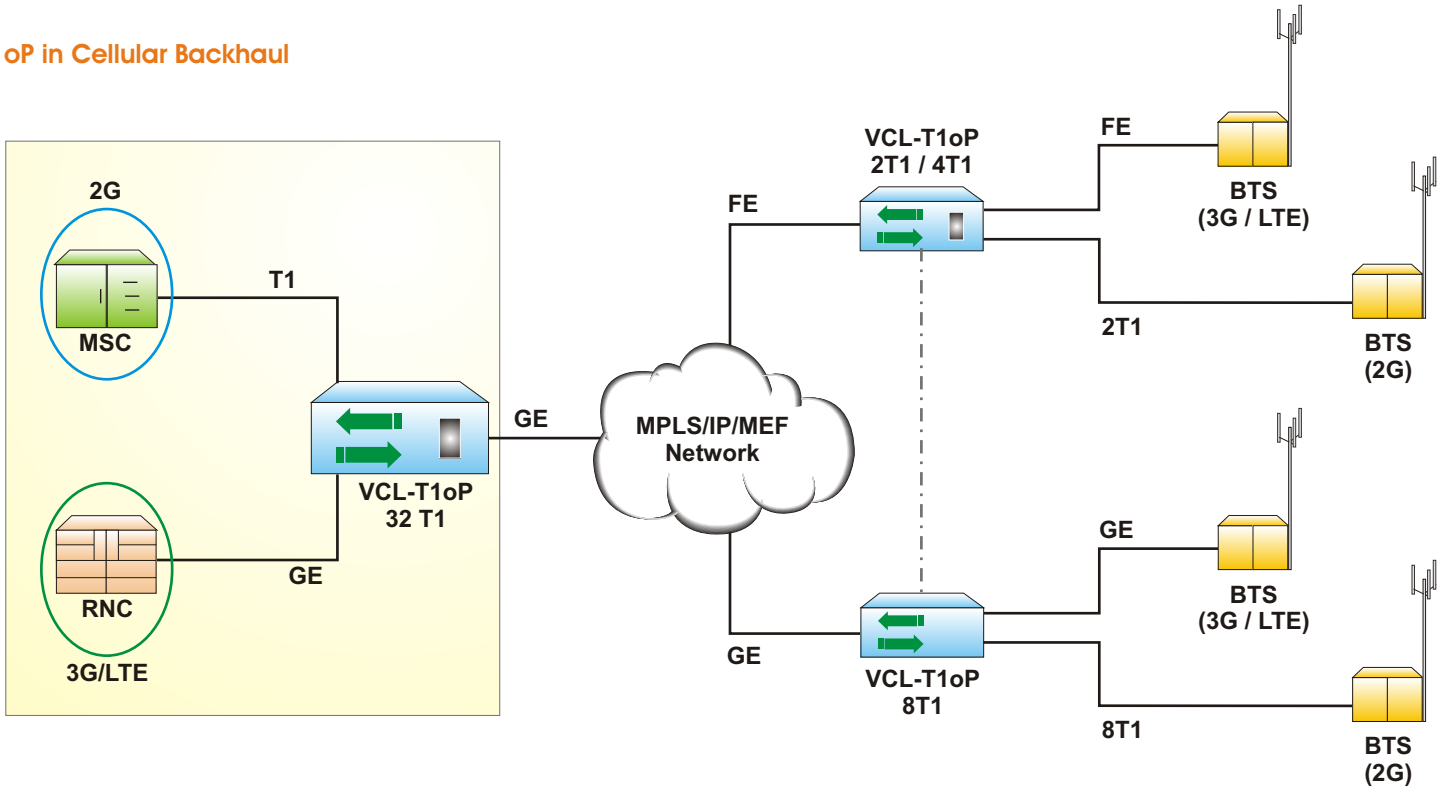 oP in Cellular Backhaul
2G
MSC
T1
RNC
3G/LTE
GE
VCL-T1oP
32 T1
GE
MPLS/IP/MEF
Network
FE
VCL-T1oP
2T1 / 4T1
FE
BTS
(3G / LTE)
2T1
BTS
(2G)
GE
VCL-T1oP
8T1
GE
BTS
(3G / LTE)
8T1
BTS
(2G)